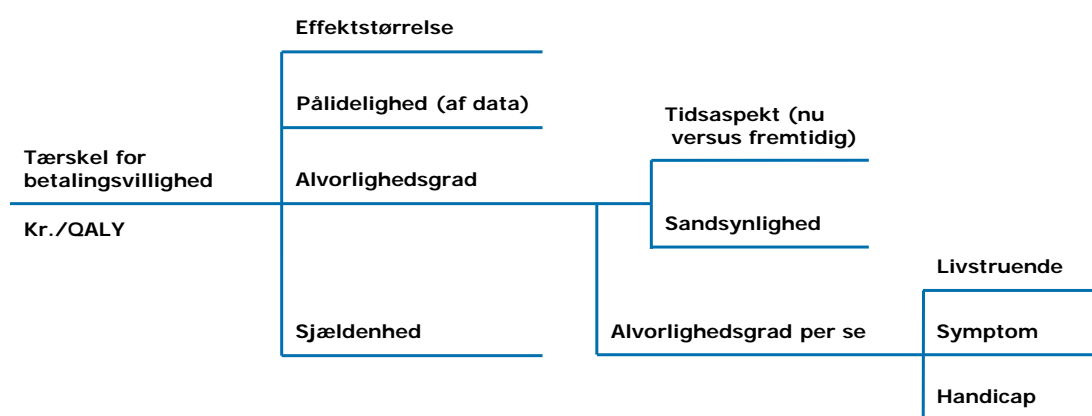 Effektstørrelse
Pålidelighed (af data)
Tidsaspekt (nu
versus fremtidig)
Tærskel for
betalingsvillighed
Alvorlighedsgrad
Kr./QALY
Sandsynlighed
Livstruende
Sjældenhed
Alvorlighedsgrad per se
Symptom
Handicap